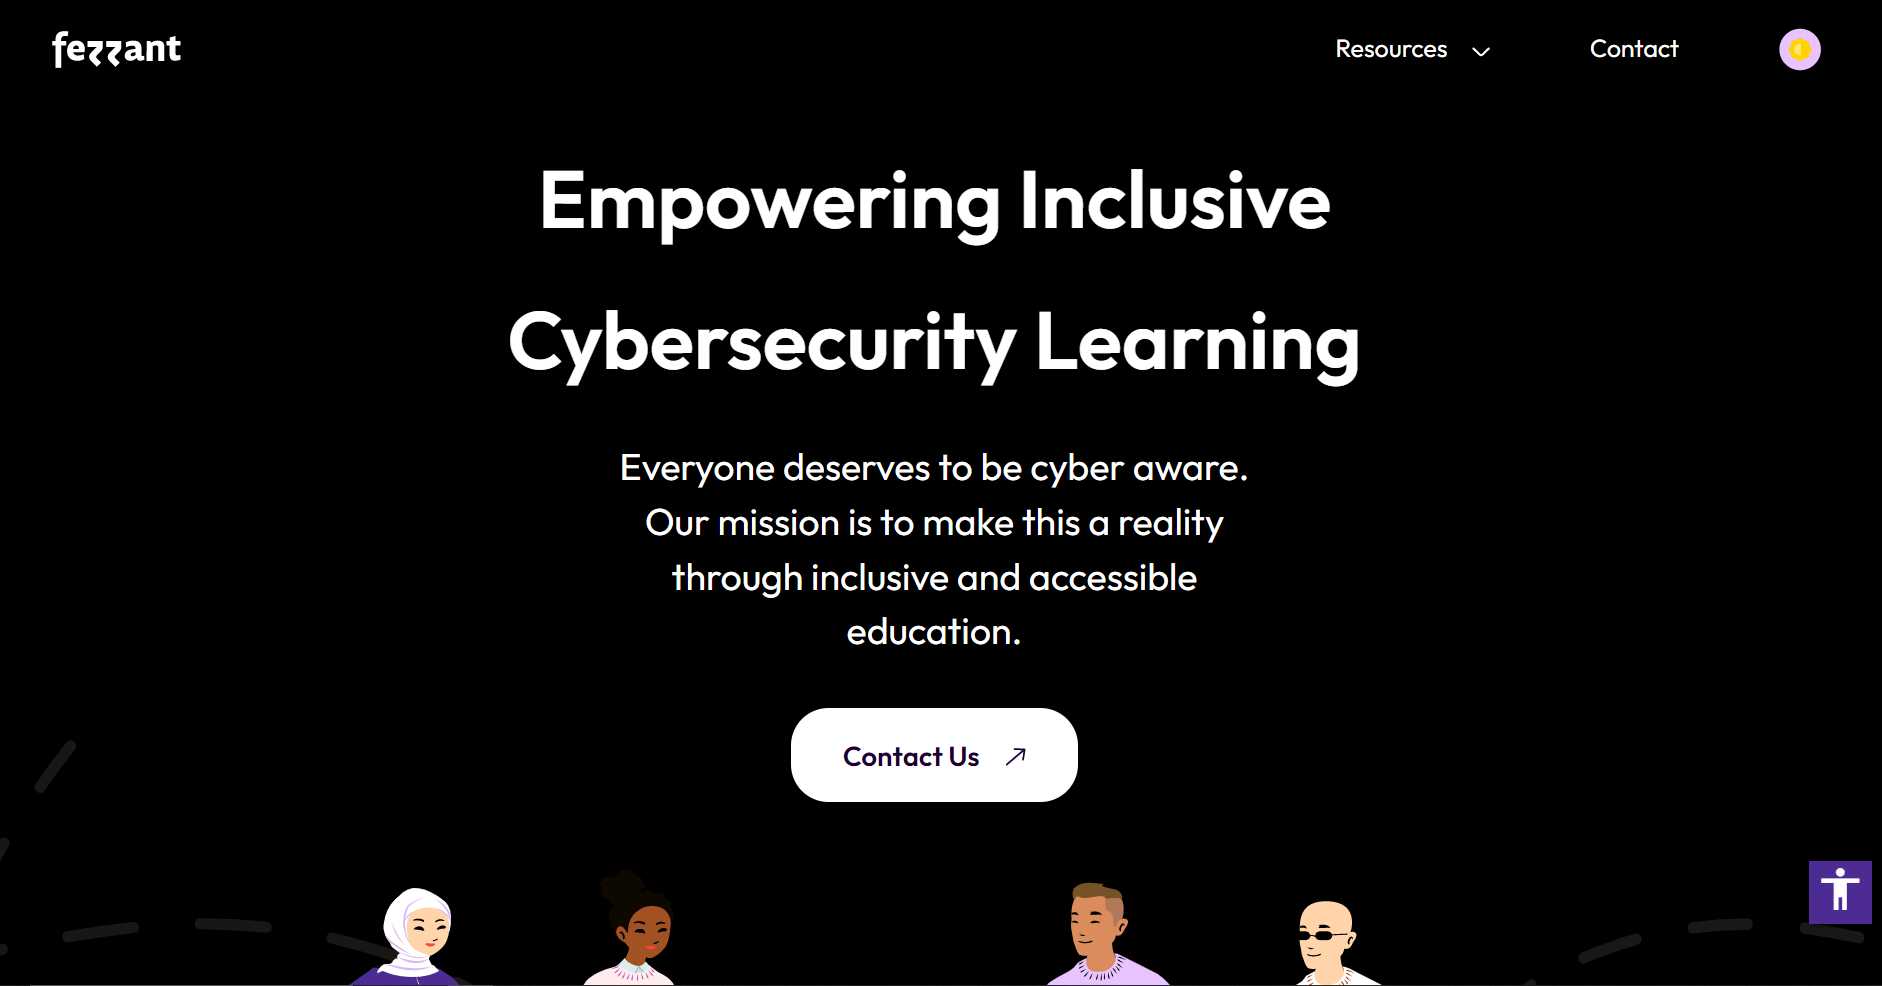 fezzant
Resources
Contact
Empowering Inclusive
Cybersecurity Learning
Everyone deserves to be cyber aware.
Our mission is to make this a reality
through inclusive and accessible
education.
Contact Us